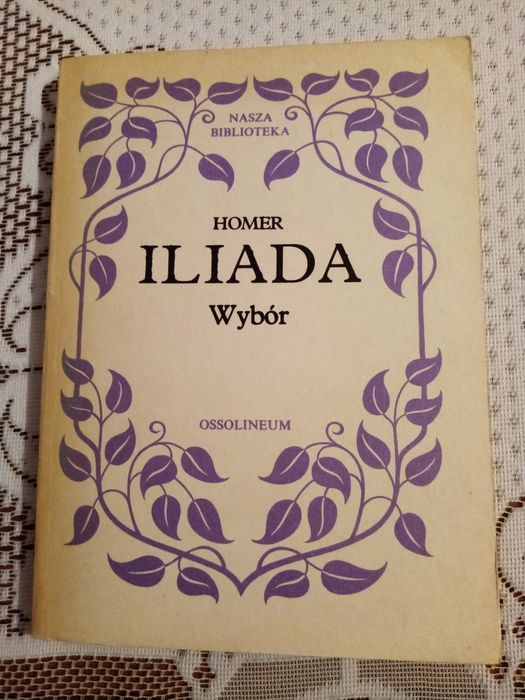 NASZA
BIBLIOTEKA
HOMER
ILIADA
Wybór
OSSOLINEUM